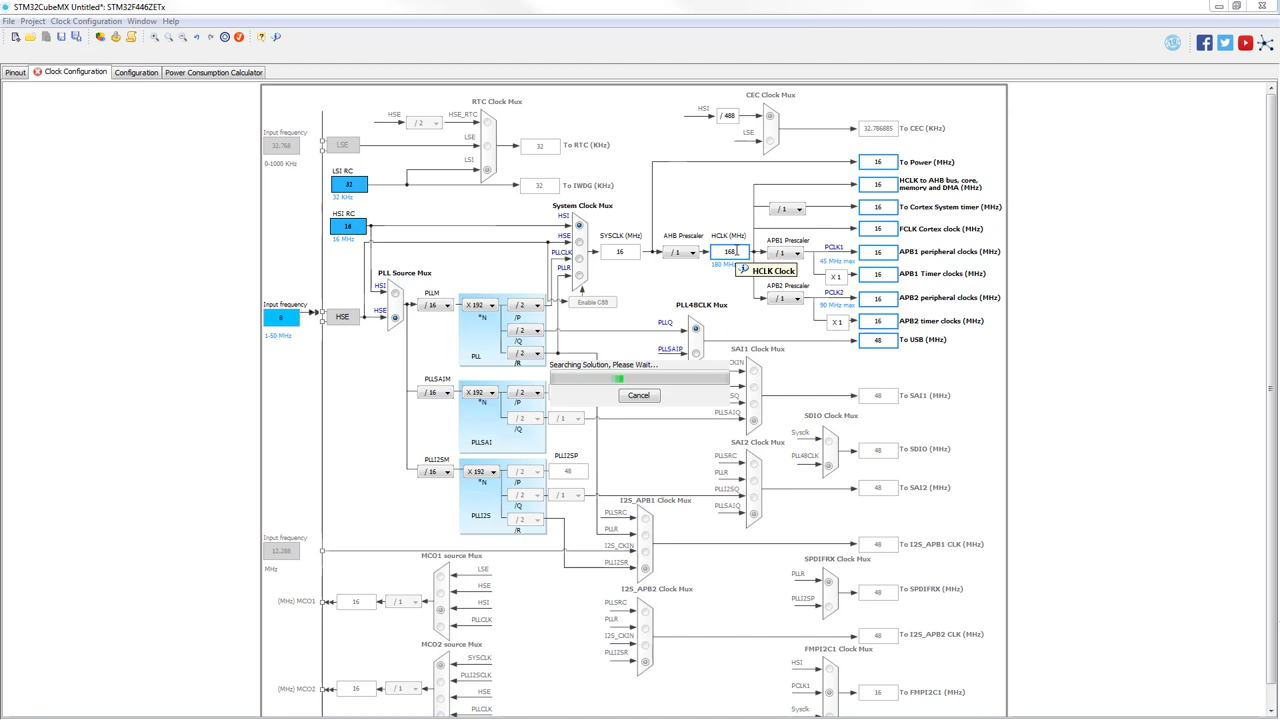 STM32CubeMX Untitled*: STM32F446ZETx
File Project Clock Configuration Window Help
Pinout Clock Configuration Configuration Power Consumption Calculator
RTC Clock Mux
CEC Clock Mux
HSE HSE_RTC
/ 2
HSI
/ 488
Input frequency
32.768
0-1000 KHz
LSE
LSE
LSE
32.786885 To CEC (KHz)
32 To RTC (KHz)
LSI
LSI RC
32
32 KHz
32 To IWDG (KHz)
16 To Power (MHz)
16 HCLK to AHB bus, core, memory and DMA (MHz)
/ 1
16 To Cortex System timer (MHz)
16 FCLK Cortex clock (MHz)
System Clock Mux
HSI RC
16
16 MHz
HSI
HSE
PLLCLK
PLLR
Enable CSS
SYSCLK (MHz)
16
AHB Prescaler
/ 1
HCLK (MHz)
168
180 MHz
HCLK Clock
APB1 Prescaler
/ 1
PCLK1
45 MHz max
16 APB1 peripheral clocks (MHz)
X 1
16 APB1 Timer clocks (MHz)
APB2 Prescaler
/ 1
PCLK2
90 MHz max
16 APB2 peripheral clocks (MHz)
X 1
16 APB2 timer clocks (MHz)
48 To USB (MHz)
PLL Source Mux
HSI
HSE
Input frequency
8
1-50 MHz
HSE
PLLM
/ 16
X 192
*N
/ 2
/P
/ 2
/Q
/ 2
/R
PLL
PLL48CLK Mux
PLLQ
PLLSAIP
Searching Solution, Please Wait...
Cancel
PLLSAIM
/ 16
X 192
*N
/ 2
/P
/ 2
/Q
/ 1
PLLSAI
SAI1 Clock Mux
CKIN
SQ
PLLSAIQ
48 To SAI1 (MHz)
SDIO Clock Mux
Sysck
PLL48CLK
48 To SDIO (MHz)
PLLI2SM
/ 16
X 192
*N
/ 2
/P
PLLI2SP
48
/ 2
/Q
/ 1
/ 2
/R
PLLI2S
SAI2 Clock Mux
PLLSRC
PLLR
PLLI2SQ
PLLSAIQ
48 To SAI2 (MHz)
I2S_APB1 Clock Mux
PLLSRC
PLLR
I2S_CKIN
PLLI2SR
48 To I2S_APB1 CLK (MHz)
Input frequency
12.288
MHz
MCO1 source Mux
LSE
HSE
HSI
PLLCLK
(MHz) MCO1 16 / 1
SPDIFRX Clock Mux
PLLR
PLLI2SP
48 To SPDIFRX (MHz)
I2S_APB2 Clock Mux
PLLSRC
PLLR
I2S_CKIN
PLLI2SR
48 To I2S_APB2 CLK (MHz)
MCO2 source Mux
SYSCLK
PLLI2SCLK
HSE
PLLCLK
(MHz) MCO2 16 / 1
FMPI2C1 Clock Mux
HSI
PCLK1
Sysck
16 To FMPI2C1 (MHz)